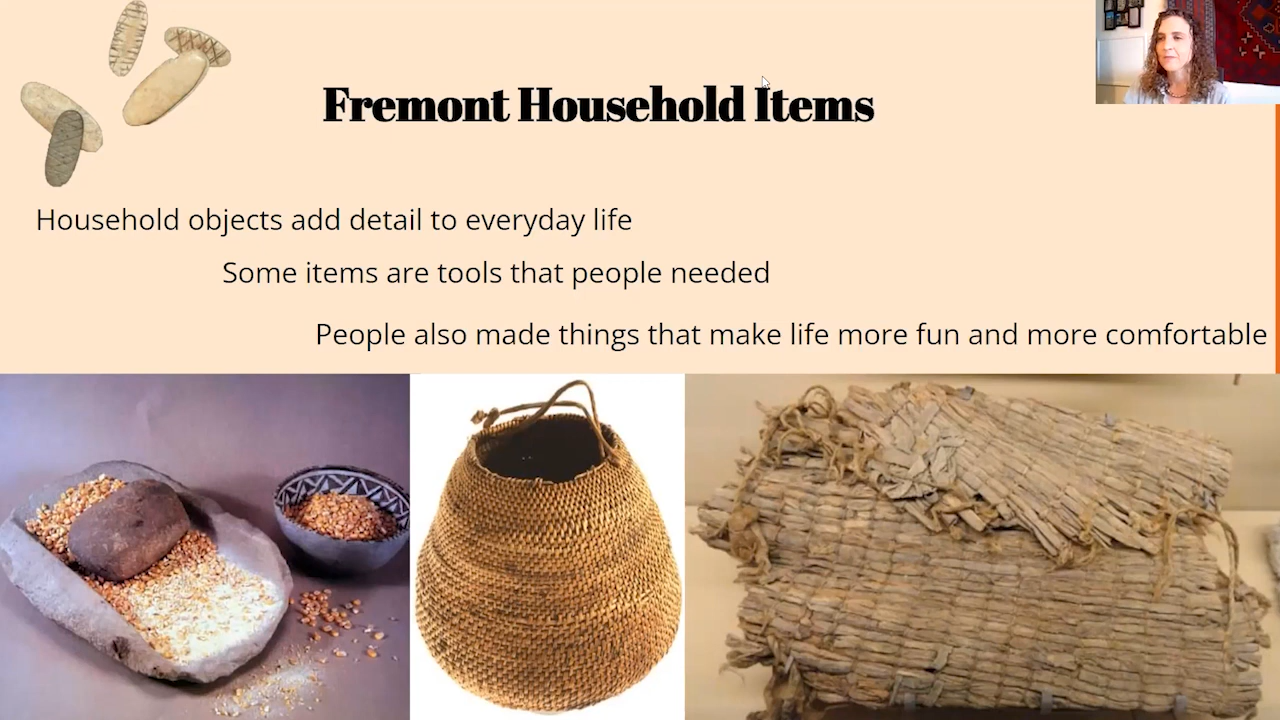 Fremont Household Items
Household objects add detail to everyday life
Some items are tools that people needed
People also made things that make life more fun and more comfortable